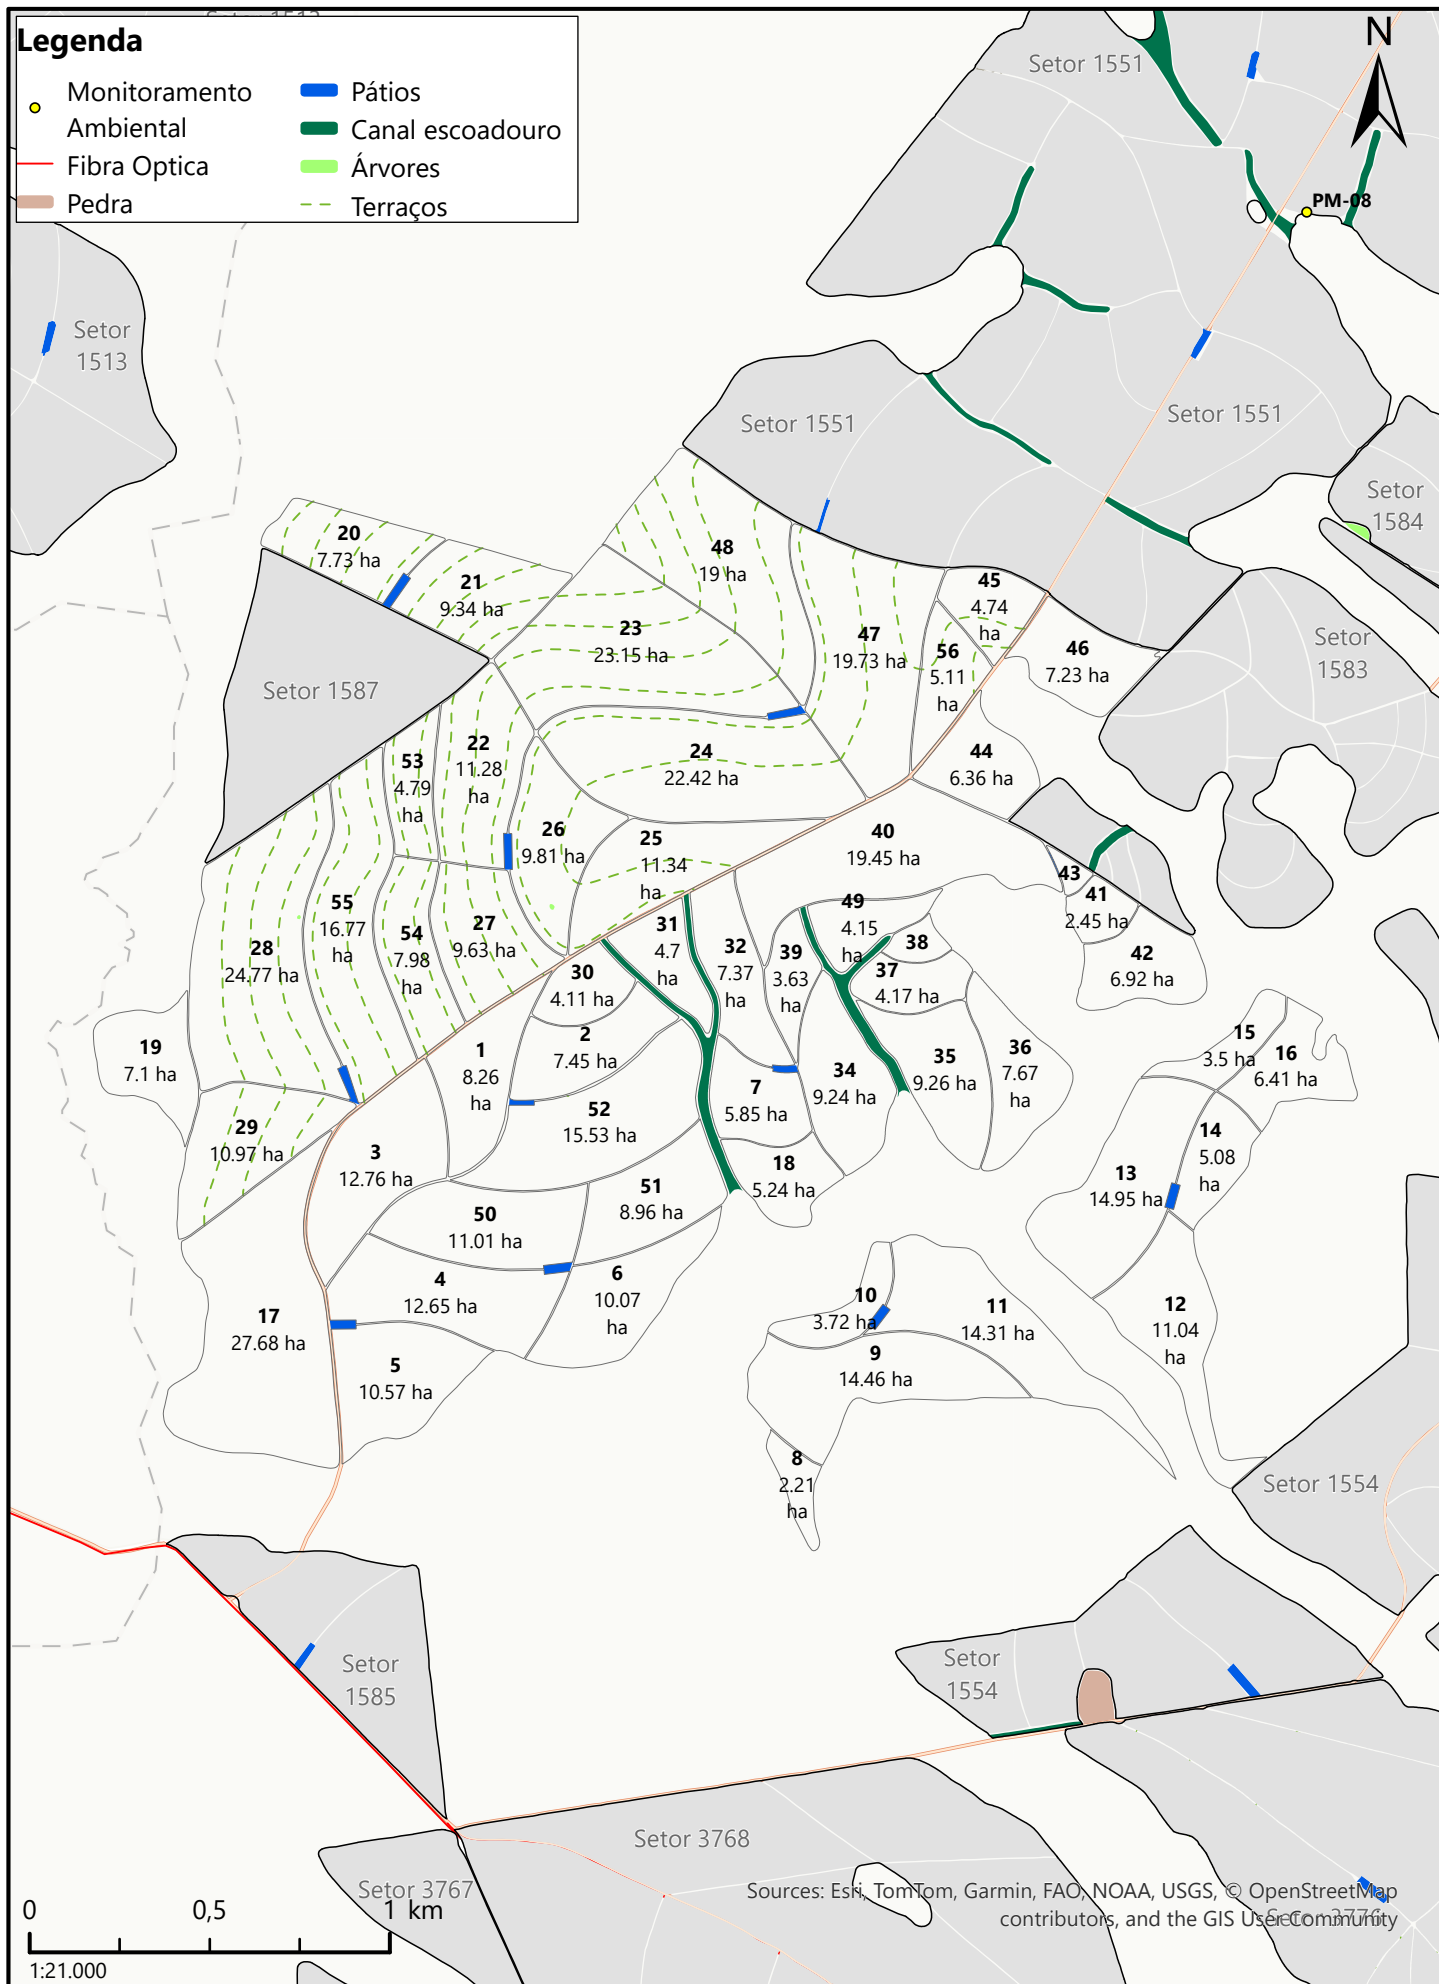 Legenda
Monitoramento
Ambiental
Fibra Optica
Pedra
Pátios
Canal escoadouro
Árvores
Terraços
N
Setor 1551
PM-08
Setor
1513
Setor 1551
Setor 1551
Setor
1584
Setor
1583
Setor 1587
20
7.73 ha
21
9.34 ha
48
19 ha
45
4.74
ha
23
23.15 ha
47
19.73 ha
56
5.11
ha
46
7.23 ha
53
4.79
ha
22
11.28
ha
24
22.42 ha
44
6.36 ha
26
9.81 ha
25
11.34
ha
40
19.45 ha
43
41
2.45 ha
42
6.92 ha
28
24.77 ha
55
16.77
ha
54
7.98
ha
27
9.63 ha
30
4.11 ha
31
4.7
ha
32
7.37
ha
39
3.63
ha
49
4.15
ha
38
37
4.17 ha
19
7.1 ha
1
8.26
ha
2
7.45 ha
52
15.53 ha
7
5.85 ha
34
9.24 ha
35
9.26 ha
36
7.67
ha
15
3.5 ha
16
6.41 ha
29
10.97 ha
3
12.76 ha
18
5.24 ha
14
5.08
ha
13
14.95 ha
51
8.96 ha
50
11.01 ha
4
12.65 ha
6
10.07
ha
17
27.68 ha
5
10.57 ha
10
3.72 ha
11
14.31 ha
9
14.46 ha
12
11.04
ha
8
2.21
ha
Setor 1554
Setor
1585
Setor
1554
Setor 3768
Setor 3767
Setor 3776
Sources: Esri, TomTom, Garmin, FAO, NOAA, USGS, © OpenStreetMap
contributors, and the GIS User Community
0 0,5 1 km
1:21.000